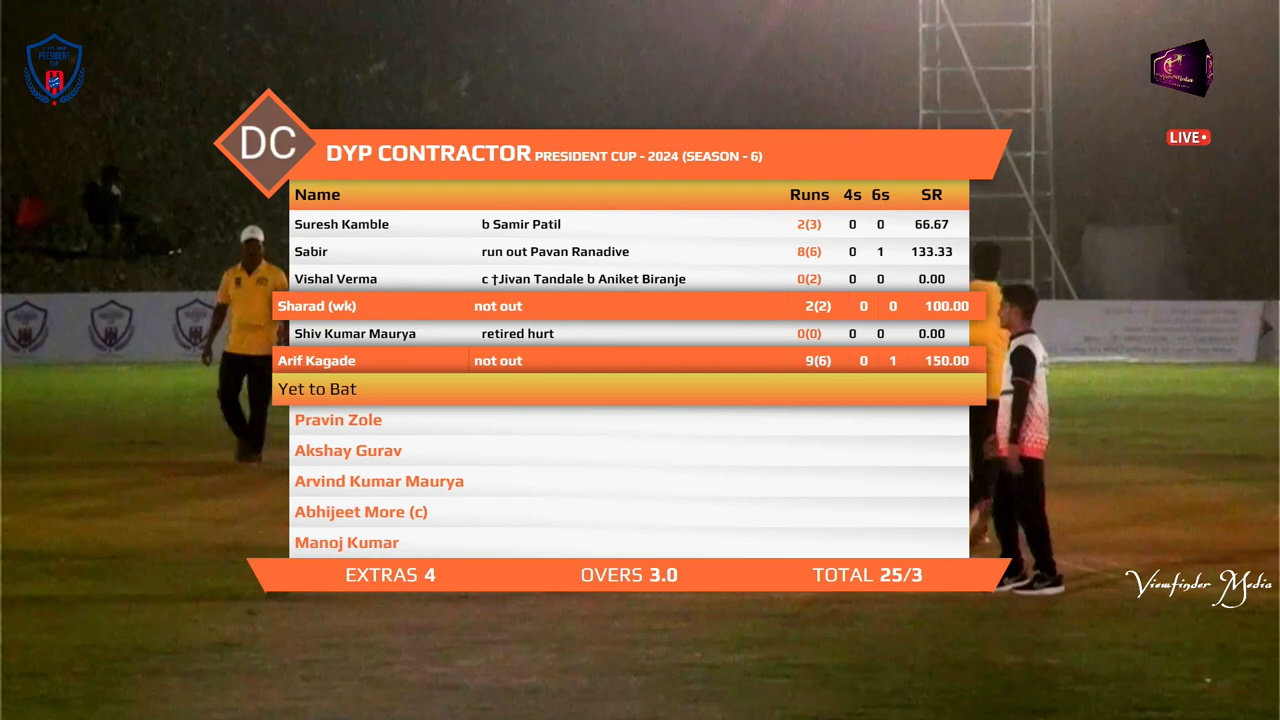 PRESIDENT
CUP
LIVE
DC
DYP CONTRACTOR PRESIDENT CUP - 2024 (SEASON - 6)
Name Runs 4s 6s SR
Suresh Kamble b Samir Patil 2(3) 0 0 66.67
Sabir run out Pavan Ranadive 8(6) 0 1 133.33
Vishal Verma c †Jivan Tandale b Aniket Biranje 0(2) 0 0 0.00
Sharad (wk) not out 2(2) 0 0 100.00
Shiv Kumar Maurya retired hurt 0(0) 0 0 0.00
Arif Kagade not out 9(6) 0 1 150.00
Yet to Bat
Pravin Zole
Akshay Gurav
Arvind Kumar Maurya
Abhijeet More (c)
Manoj Kumar
EXTRAS 4 OVERS 3.0 TOTAL 25/3
Viewfinder Media